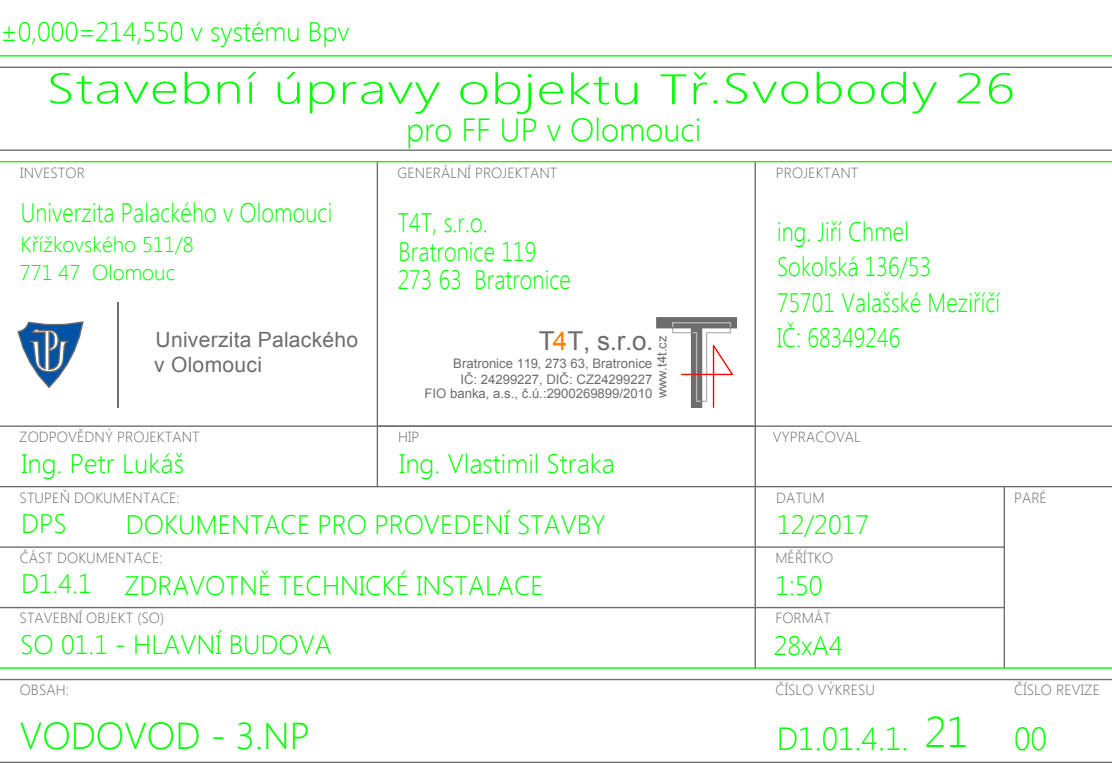 ±0,000=214,550 v systému Bpv
Stavební úpravy objektu Tř.Svobody 26
pro FF UP v Olomouci
INVESTOR
Univerzita Palackého v Olomouci
Křížkovského 511/8
771 47 Olomouc
Univerzita Palackého
v Olomouci
GENERÁLNÍ PROJEKTANT
T4T, s.r.o.
Bratronice 119
273 63 Bratronice
T4T, s.r.o.
Bratronice 119, 273 63, Bratronice
IČ: 24299227, DIČ: CZ24299227
FIO banka, a.s., č.ú.:2900269899/2010
www.t4t.cz
PROJEKTANT
ing. Jiří Chmel
Sokolská 136/53
75701 Valašské Meziříčí
IČ: 68349246
ZODPOVĚDNÝ PROJEKTANT
Ing. Petr Lukáš
HIP
Ing. Vlastimil Straka
VYPRACOVAL
STUPEŇ DOKUMENTACE:
DPS DOKUMENTACE PRO PROVEDENÍ STAVBY
DATUM
12/2017
PARÉ
ČÁST DOKUMENTACE:
D1.4.1 ZDRAVOTNĚ TECHNICKÉ INSTALACE
MĚŘÍTKO
1:50
STAVEBNÍ OBJEKT (SO)
SO 01.1 - HLAVNÍ BUDOVA
FORMÁT
28xA4
OBSAH:
VODOVOD - 3.NP
ČÍSLO VÝKRESU
D1.01.4.1. 21
ČÍSLO REVIZE
00